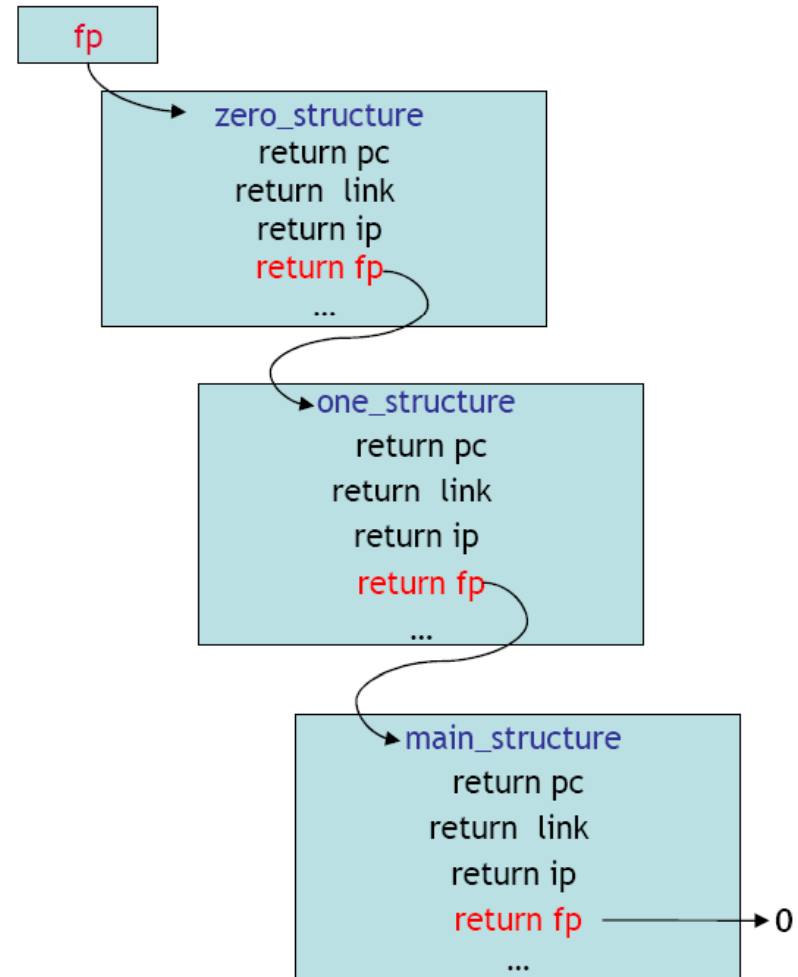 fp
zero_structure
return pc
return link
return ip
return fp
...
one_structure
return pc
return link
return ip
return fp
...
main_structure
return pc
return link
return ip
return fp
0
...